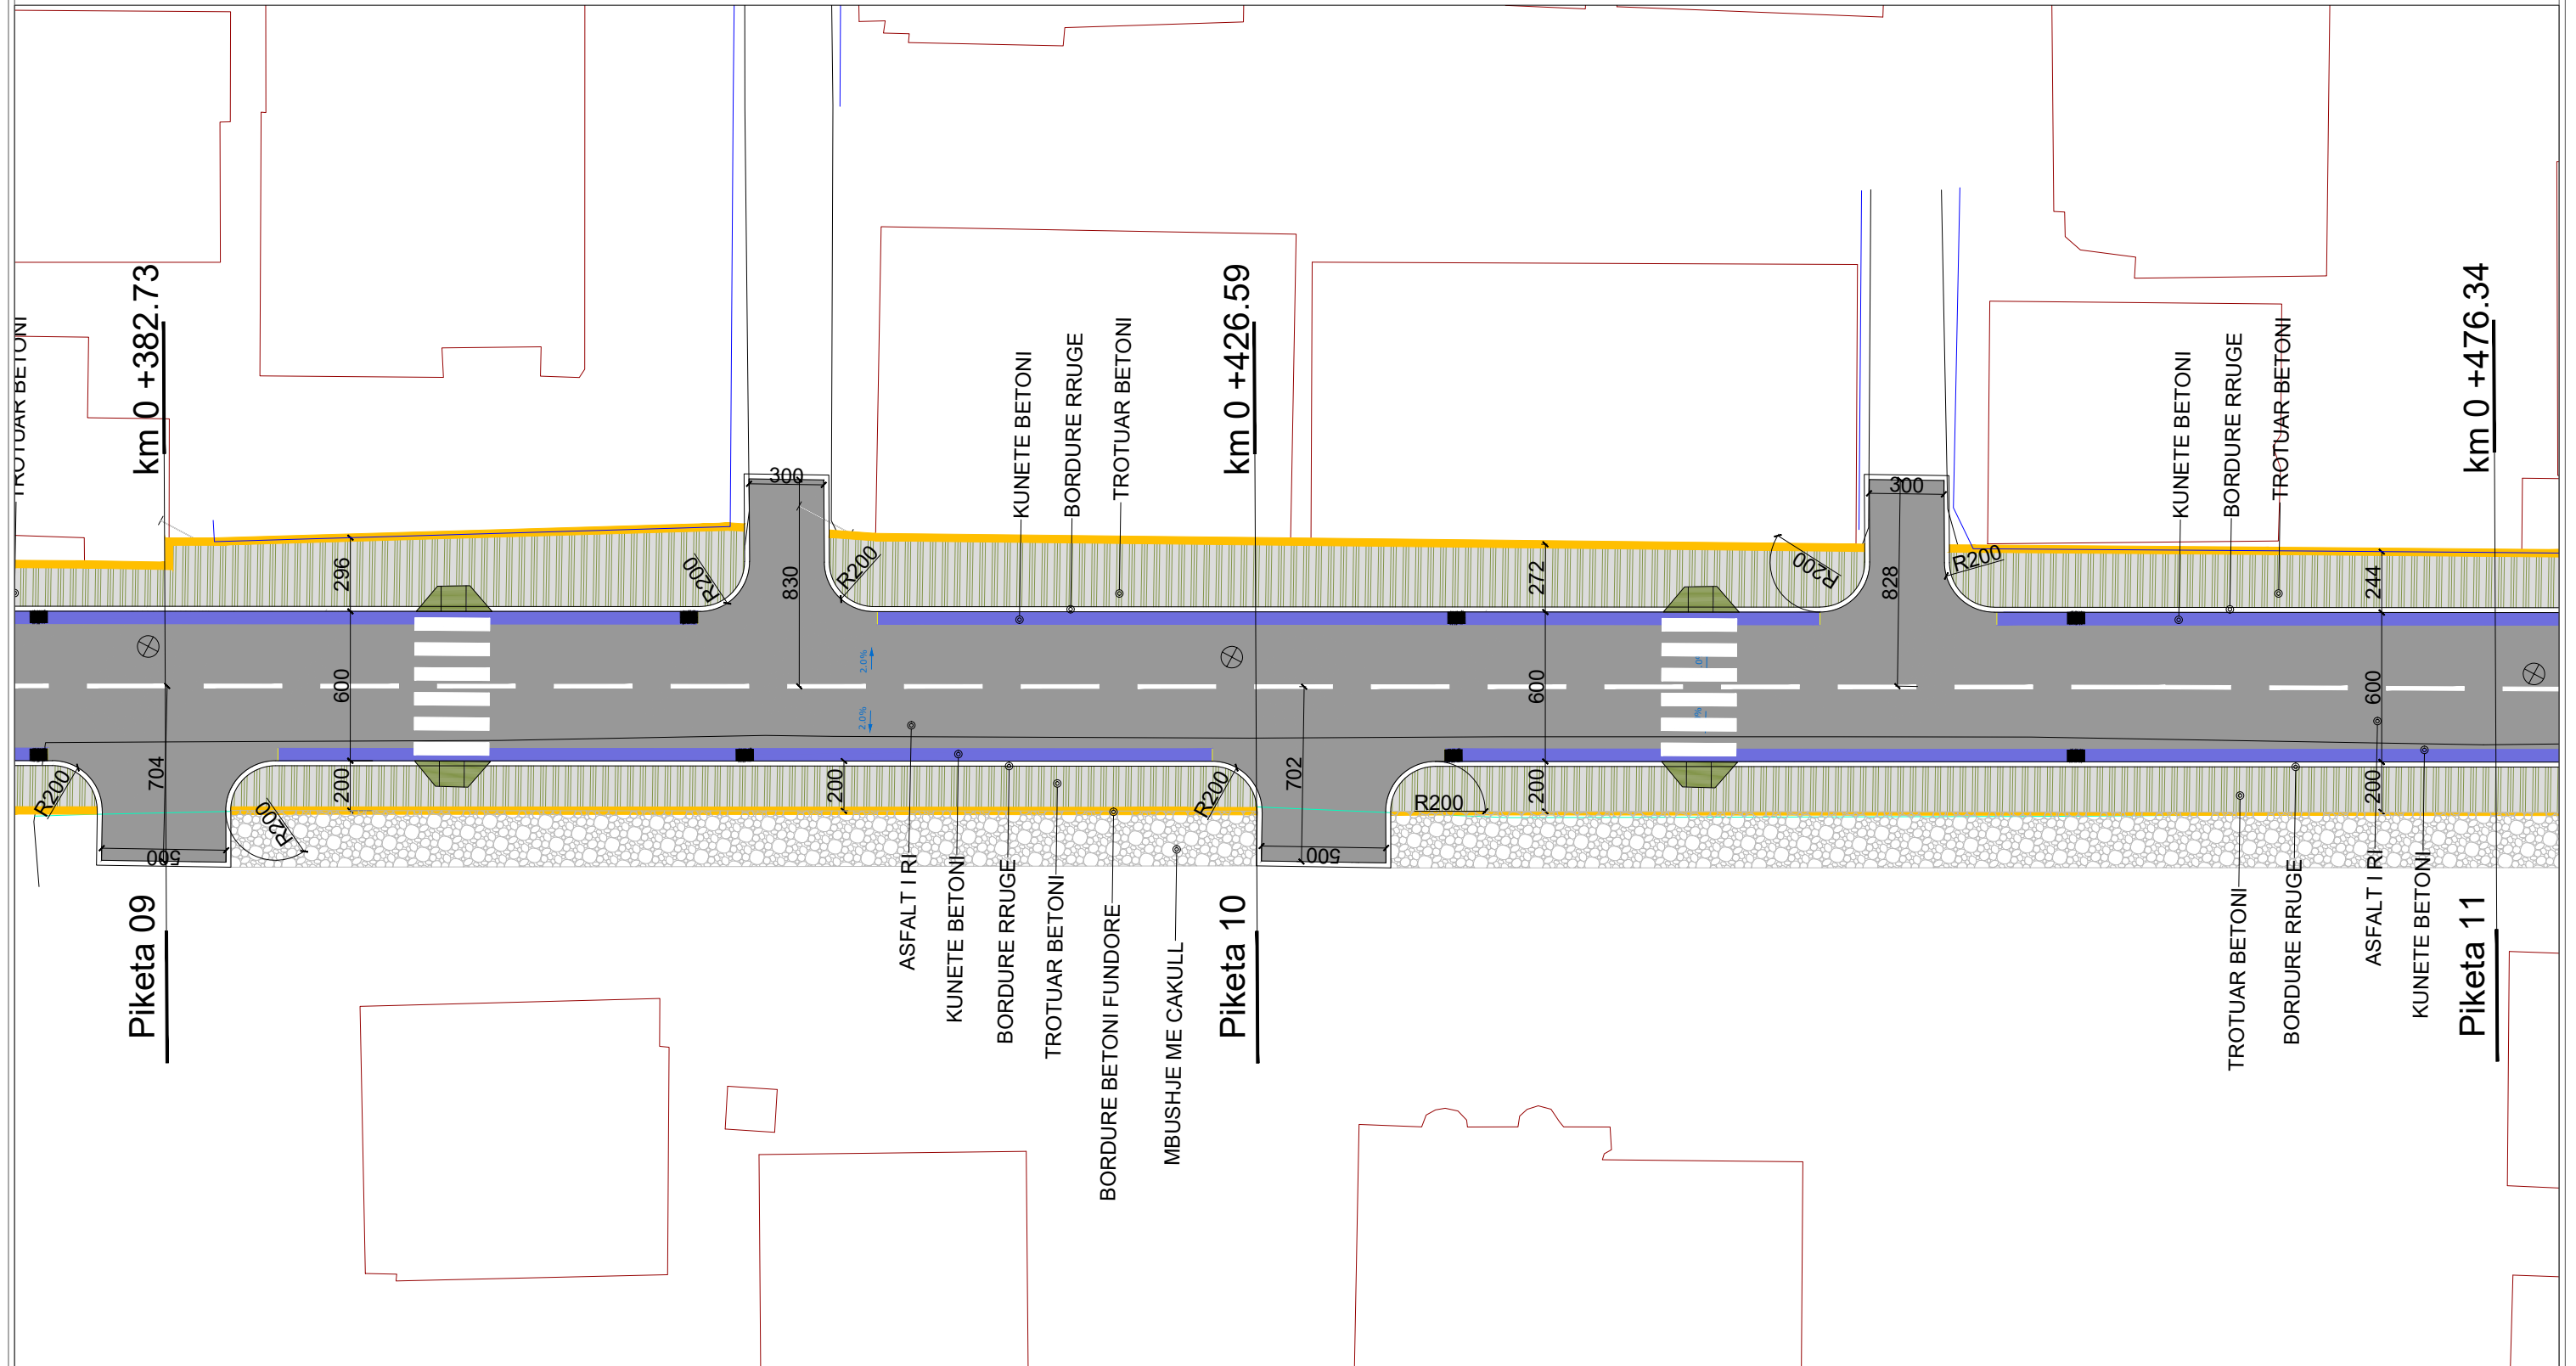 TROTUAR BETONI
km 0 +382.73
km 0 +426.59
km 0 +476.34
KUNETE BETONI
BORDURE RRUGE
TROTUAR BETONI
KUNETE BETONI
BORDURE RRUGE
TROTUAR BETONI
300
300
296
R200
830
R200
272
R200
828
R200
244
600
2.0%
2.0%
600
600
704
R200
R200
200
200
R200
702
R200
200
200
500
500
Piketa 09
Piketa 10
Piketa 11
ASFALT I RI
KUNETE BETONI
BORDURE RRUGE
TROTUAR BETONI
BORDURE BETONI FUNDORE
MBUSHJE ME CAKULL
TROTUAR BETONI
BORDURE RRUGE
ASFALT I RI
KUNETE BETONI